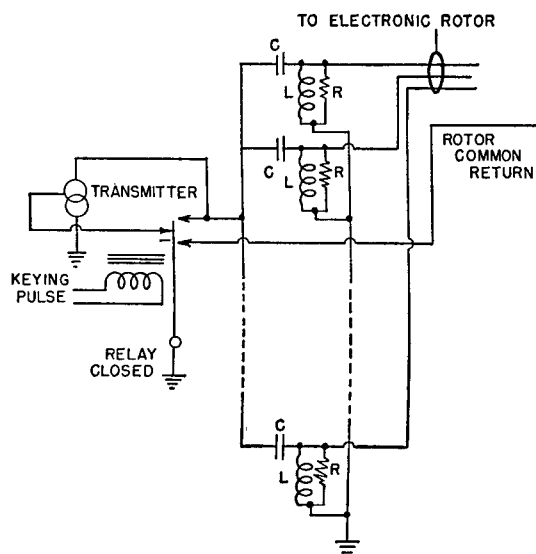 TO ELECTRONIC ROTOR
C
L
R
C
L
R
ROTOR
COMMON
RETURN
TRANSMITTER
KEYING
PULSE
RELAY
CLOSED
C
L
R